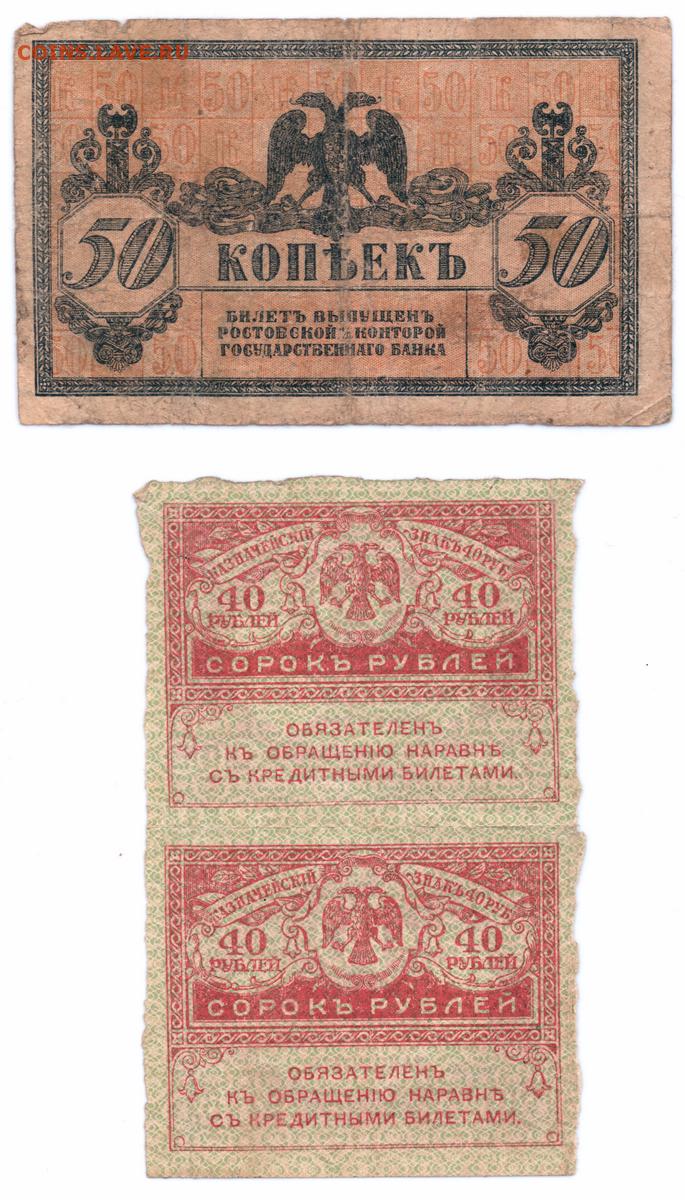 COINS.LAVE.RU
50 КОПѢЕКЪ 50
БИЛЕТЪ ВЫПУЩЕНЪ
РОСТОВСКОЙ н/Д КОНТОРОЙ
ГОСУДАРСТВЕННАГО БАНКА
КАЗНАЧЕЙСКІЙ ЗНАКЪ 40 РУБ.
40 40
РУБЛЕЙ РУБЛЕЙ
СОРОКЪ РУБЛЕЙ
ОБЯЗАТЕЛЕНЪ
КЪ ОБРАЩЕНІЮ НАРАВНѢ
СЪ КРЕДИТНЫМИ БИЛЕТАМИ.
КАЗНАЧЕЙСКІЙ ЗНАКЪ 40 РУБ.
40 40
РУБЛЕЙ РУБЛЕЙ
СОРОКЪ РУБЛЕЙ
ОБЯЗАТЕЛЕНЪ
КЪ ОБРАЩЕНІЮ НАРАВНѢ
СЪ КРЕДИТНЫМИ БИЛЕТАМИ.